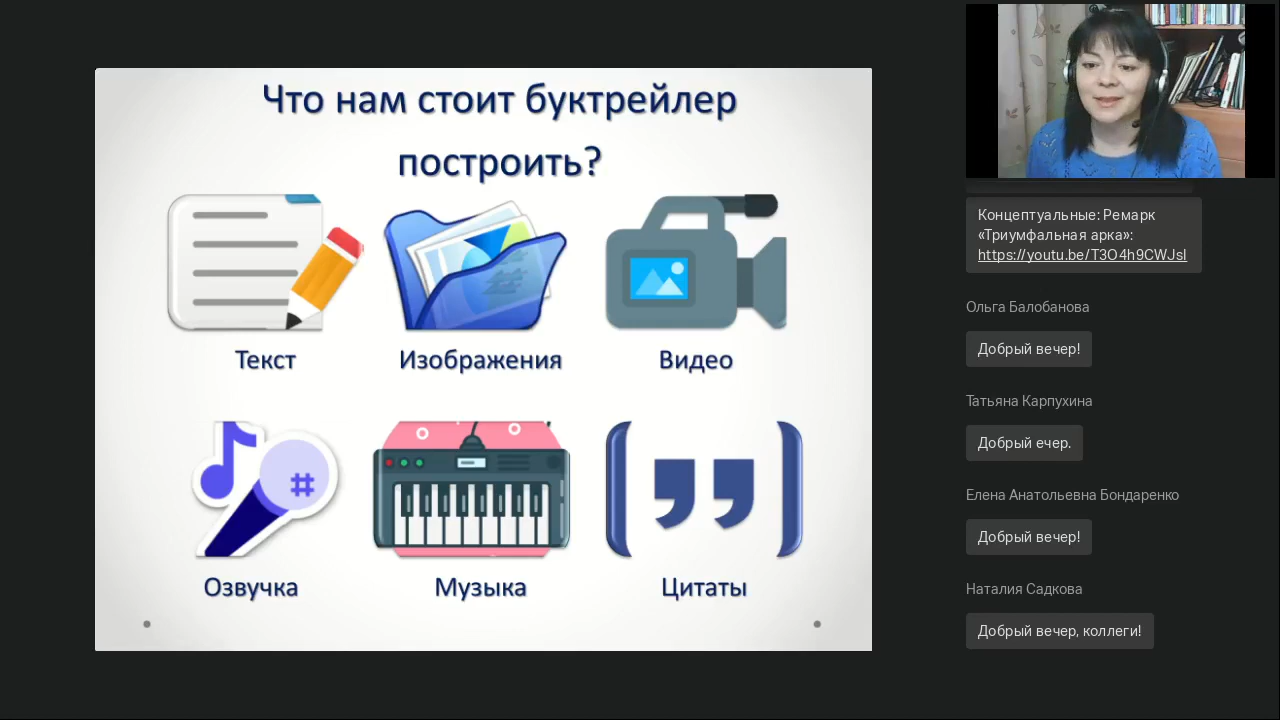 Что нам стоит буктрейлер
построить?
Текст
Изображения
Видео
Озвучка
Музыка
Цитаты
Концептуальные: Ремарк
«Триумфальная арка»:
https://youtu.be/T3O4h9CWJsI
Ольга Балобанова
Добрый вечер!
Татьяна Карпухина
Добрый ечер.
Елена Анатольевна Бондаренко
Добрый вечер!
Наталия Садкова
Добрый вечер, коллеги!